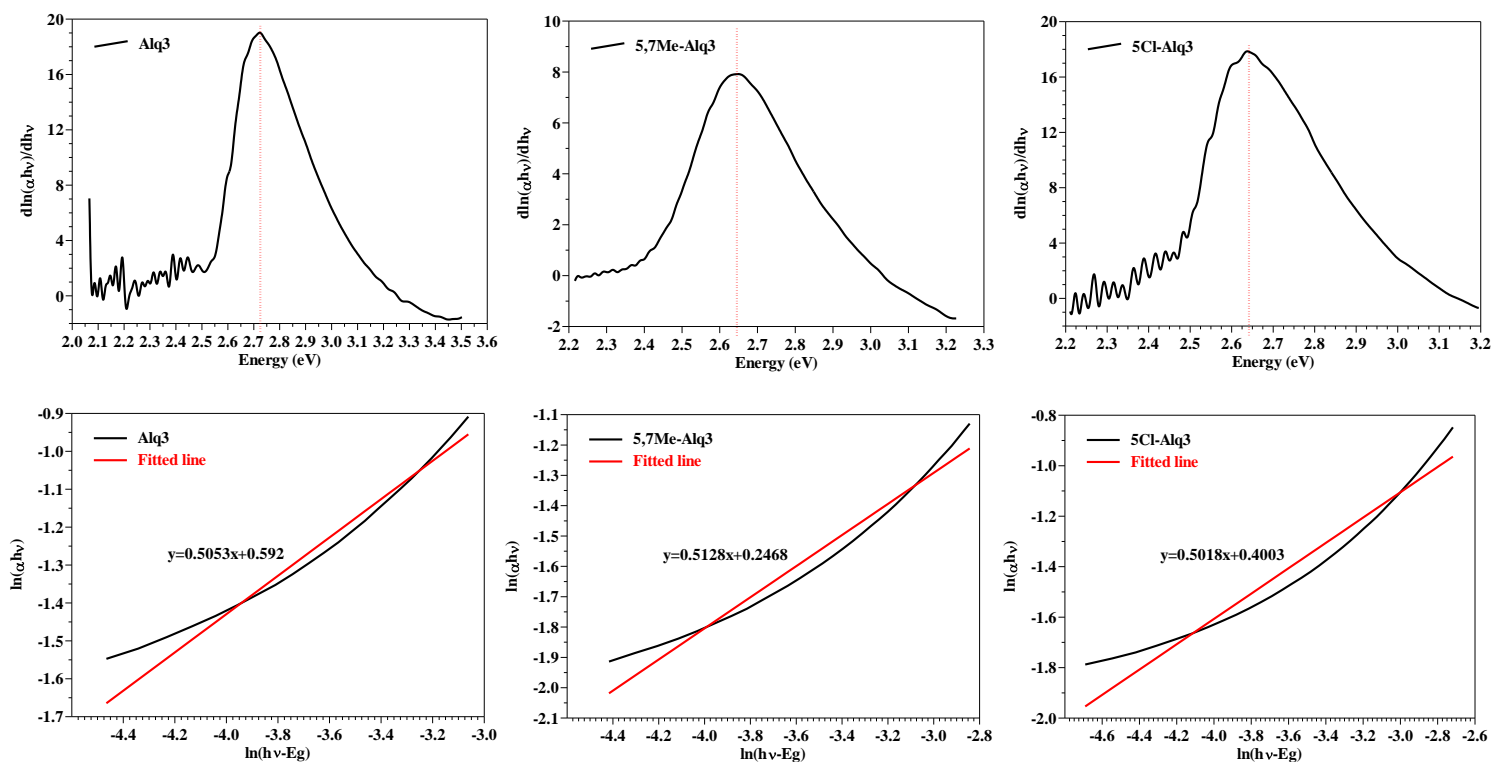 Alq3
dln(αhν)/dhν
20
16
12
8
4
0
2.0 2.1 2.2 2.3 2.4 2.5 2.6 2.7 2.8 2.9 3.0 3.1 3.2 3.3 3.4 3.5 3.6
Energy (eV)
5,7Me-Alq3
dln(αhν)/dhν
10
8
6
4
2
0
-2
2.2 2.3 2.4 2.5 2.6 2.7 2.8 2.9 3.0 3.1 3.2 3.3
Energy (eV)
5Cl-Alq3
dln(αhν)/dhν
20
16
12
8
4
0
2.2 2.3 2.4 2.5 2.6 2.7 2.8 2.9 3.0 3.1 3.2
Energy (eV)
Alq3
Fitted line
y=0.5053x+0.592
ln(αhν)
-0.9
-1.0
-1.1
-1.2
-1.3
-1.4
-1.5
-1.6
-1.7
-4.4 -4.2 -4.0 -3.8 -3.6 -3.4 -3.2 -3.0
ln(hν-Eg)
5,7Me-Alq3
Fitted line
y=0.5128x+0.2468
ln(αhν)
-1.1
-1.2
-1.3
-1.4
-1.5
-1.6
-1.7
-1.8
-1.9
-2.0
-2.1
-4.4 -4.2 -4.0 -3.8 -3.6 -3.4 -3.2 -3.0 -2.8
ln(hν-Eg)
5Cl-Alq3
Fitted line
y=0.5018x+0.4003
ln(αhν)
-0.8
-1.0
-1.2
-1.4
-1.6
-1.8
-2.0
-4.6 -4.4 -4.2 -4.0 -3.8 -3.6 -3.4 -3.2 -3.0 -2.8 -2.6
ln(hν-Eg)